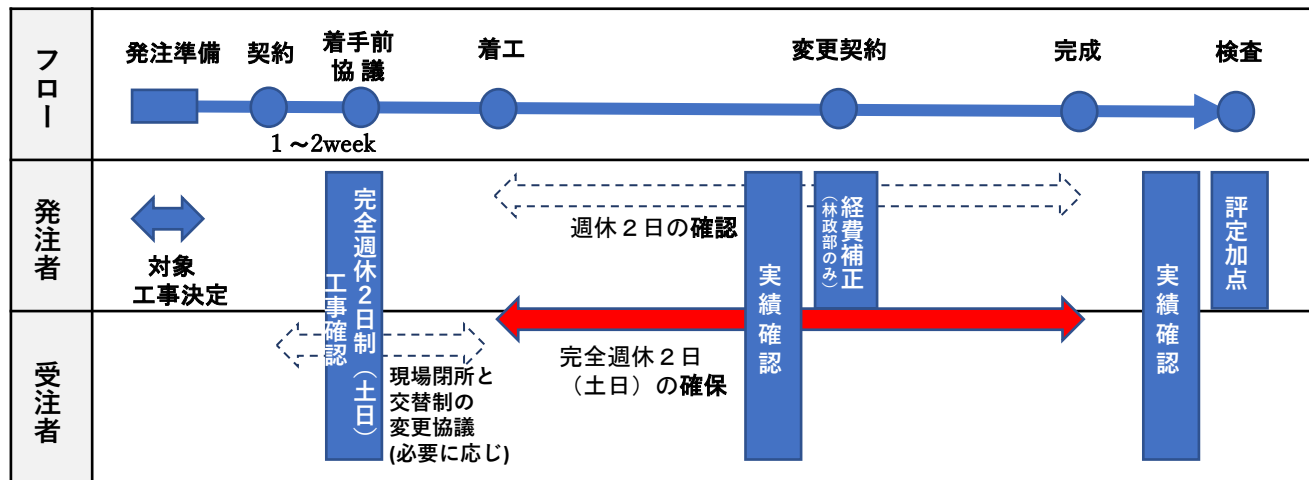 フロー
発注準備
契約
着手前
協 議
着工
変更契約
完成
検査
1 ～2week
発注者
対象
工事決定
完全週休２日制（土日）
工事確認
週休２日の確認
実績確認
経費補正
（林政部のみ）
実績確認
評定加点
受注者
現場閉所と
交替制の
変更協議
(必要に応じ)
完全週休２日
（土日）の確保